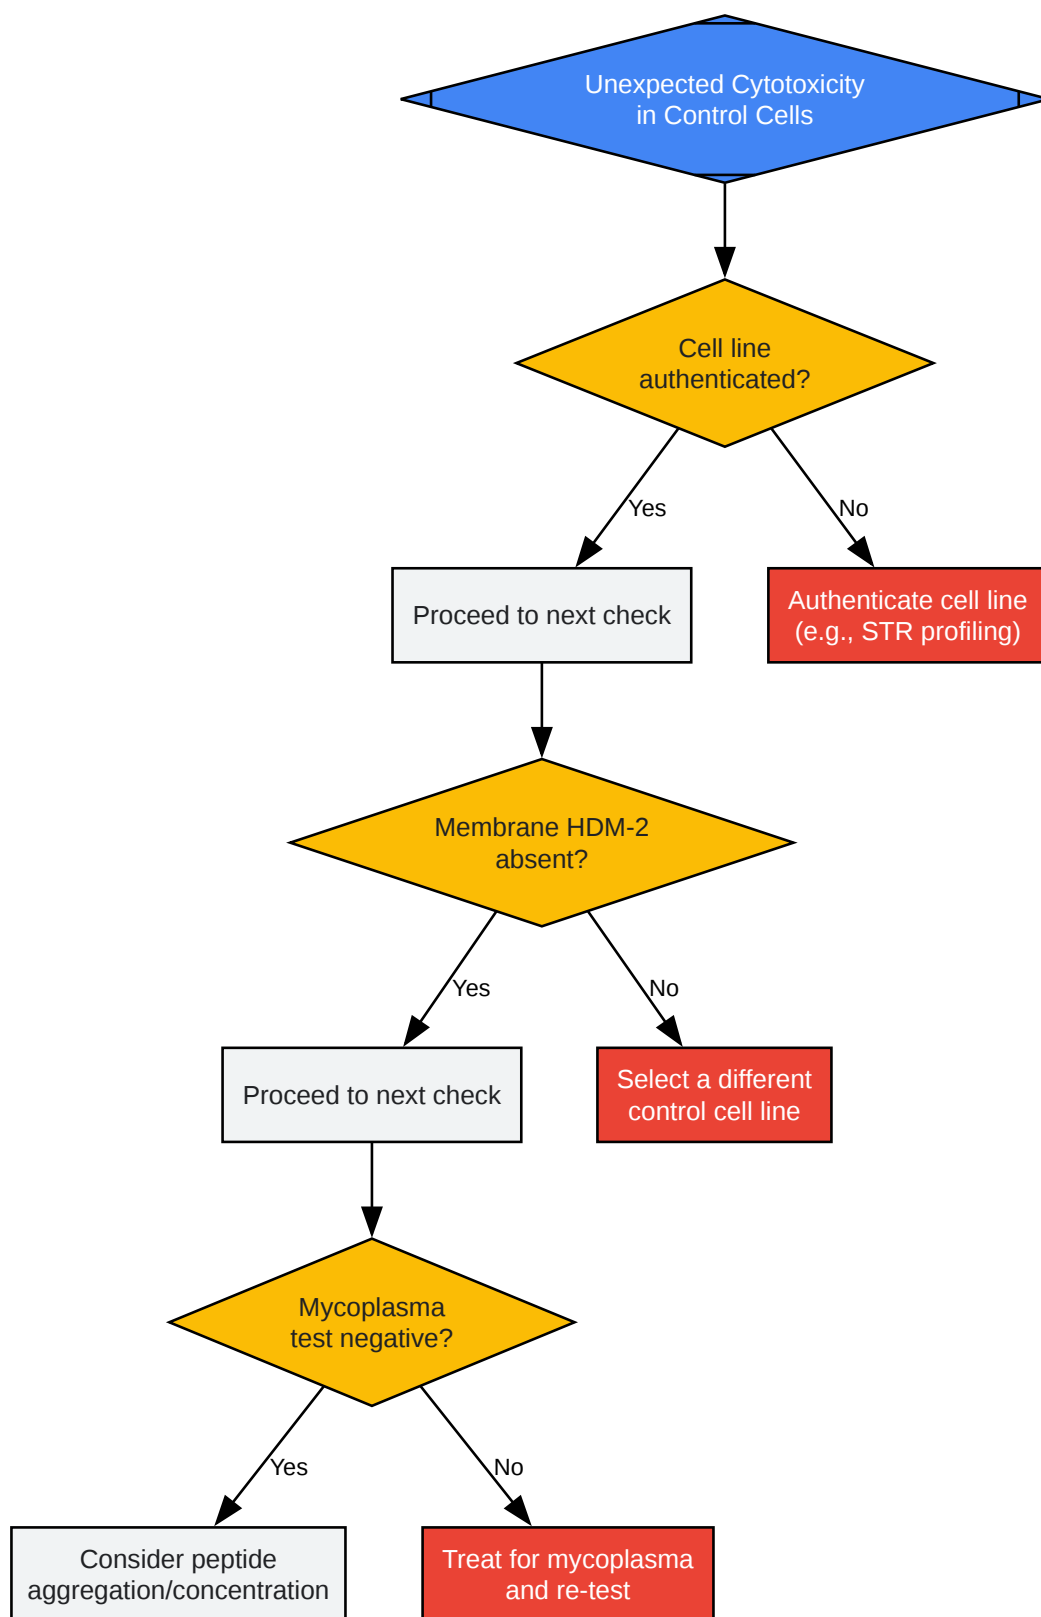 Unexpected Cytotoxicity
in Control Cells
Cell line
authenticated?
Yes
No
Proceed to next check
Authenticate cell line
(e.g., STR profiling)
Membrane HDM-2
absent?
Yes
No
Proceed to next check
Select a different
control cell line
Mycoplasma
test negative?
Yes
No
Consider peptide
aggregation/concentration
Treat for mycoplasma
and re-test